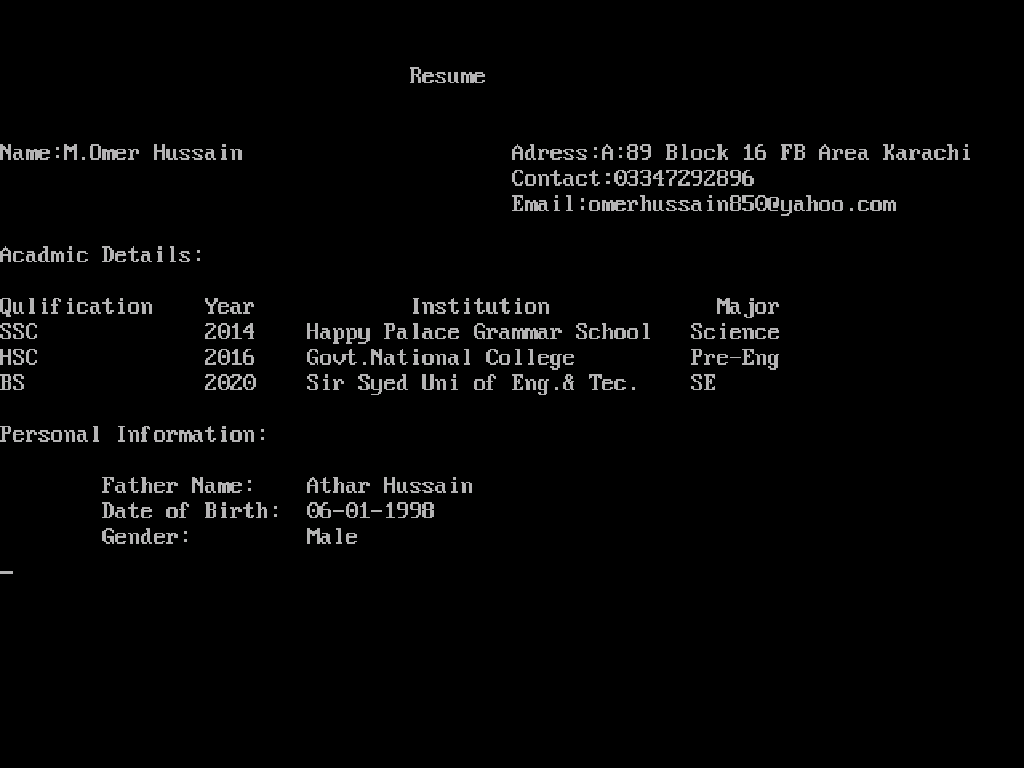 Resume
Name:M.Omer Hussain Adress:A:89 Block 16 FB Area Karachi
Contact:03347292896
Email:omerhussain850@yahoo.com
Acadmic Details:
Qulification Year Institution Major
SSC 2014 Happy Palace Grammar School Science
HSC 2016 Govt.National College Pre-Eng
BS 2020 Sir Syed Uni of Eng.& Tec. SE
Personal Information:
Father Name: Athar Hussain
Date of Birth: 06-01-1998
Gender: Male